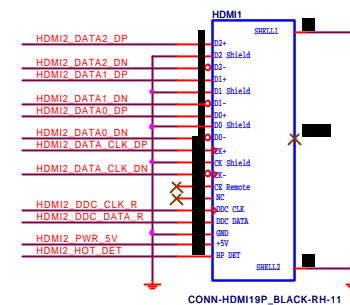 HDMI1
SHELL1
HDMI2_DATA2_DP
D2+
D2 Shield
HDMI2_DATA2_DN
D2-
HDMI2_DATA1_DP
D1+
D1 Shield
HDMI2_DATA1_DN
D1-
HDMI2_DATA0_DP
D0+
D0 Shield
HDMI2_DATA0_DN
D0-
HDMI2_DATA_CLK_DP
CK+
CK Shield
HDMI2_DATA_CLK_DN
CK-
CE Remote
NC
HDMI2_DDC_CLK_R
DDC CLK
HDMI2_DDC_DATA_R
DDC DATA
GND
HDMI2_PWR_5V
+5V
HDMI2_HOT_DET
HP DET
SHELL2
CONN-HDMI19P_BLACK-RH-11